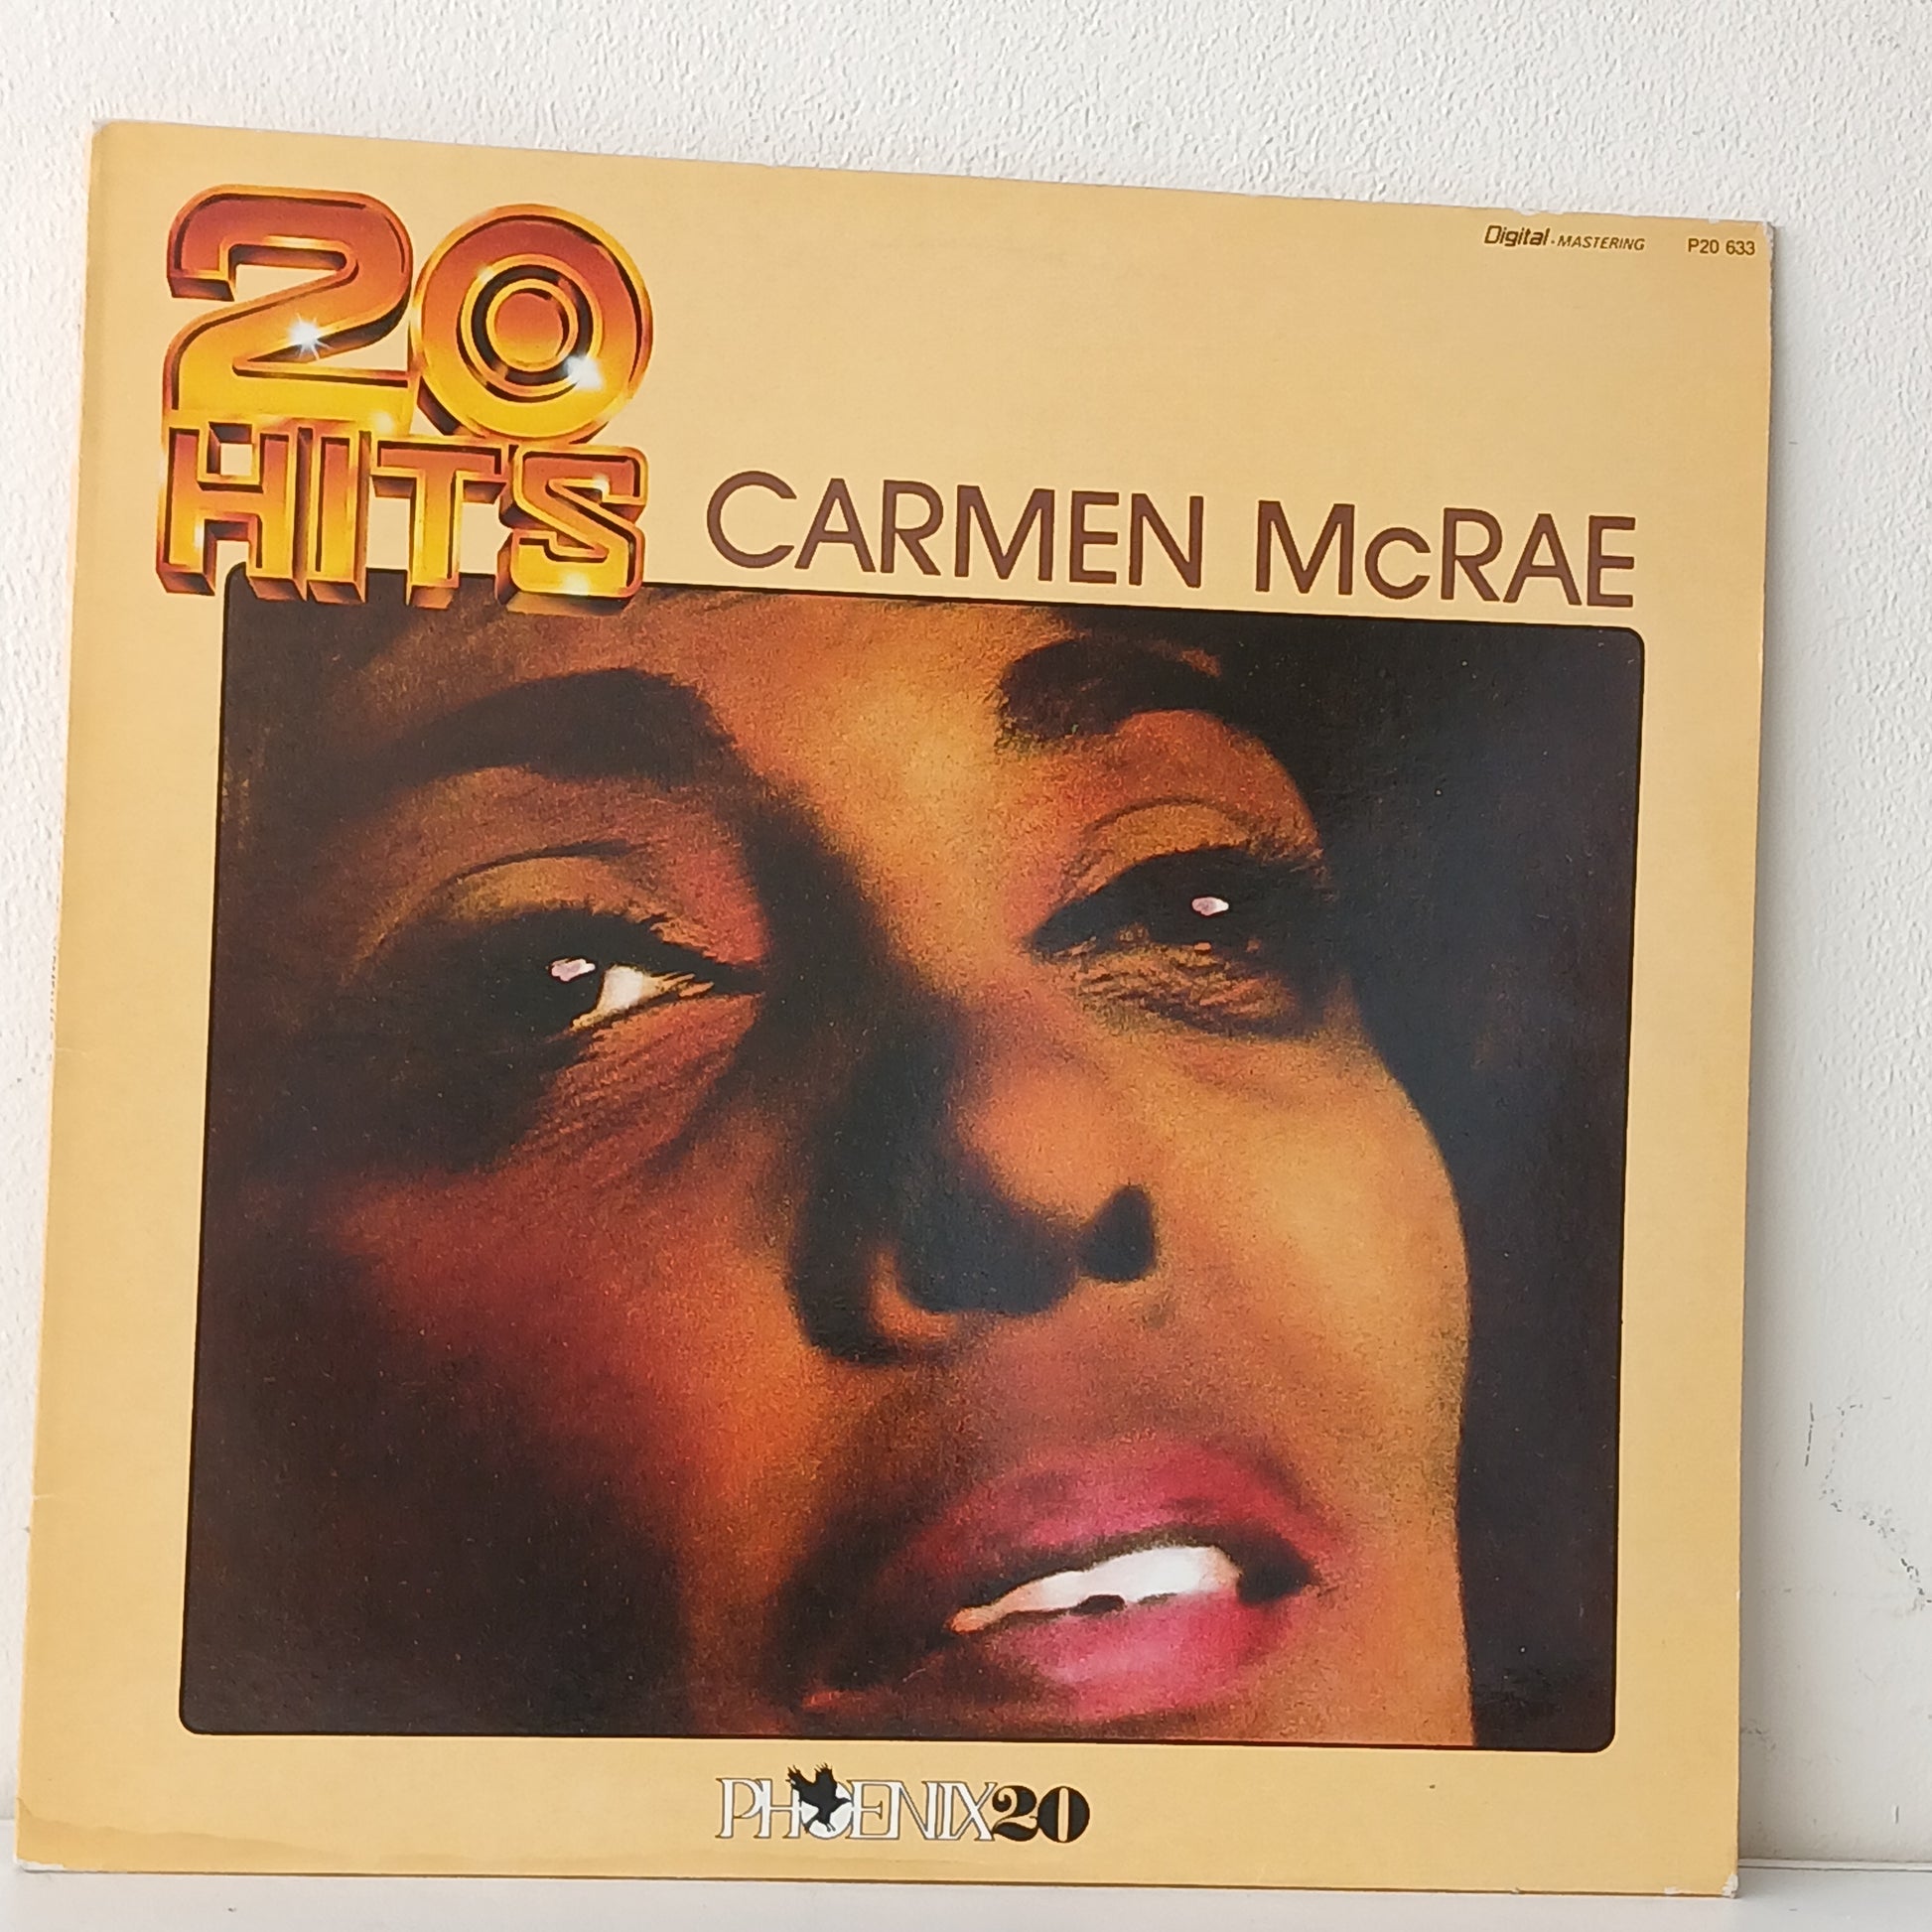 20
HITS
Digital - MASTERING P20 633
CARMEN McRAE
PHOENIX20